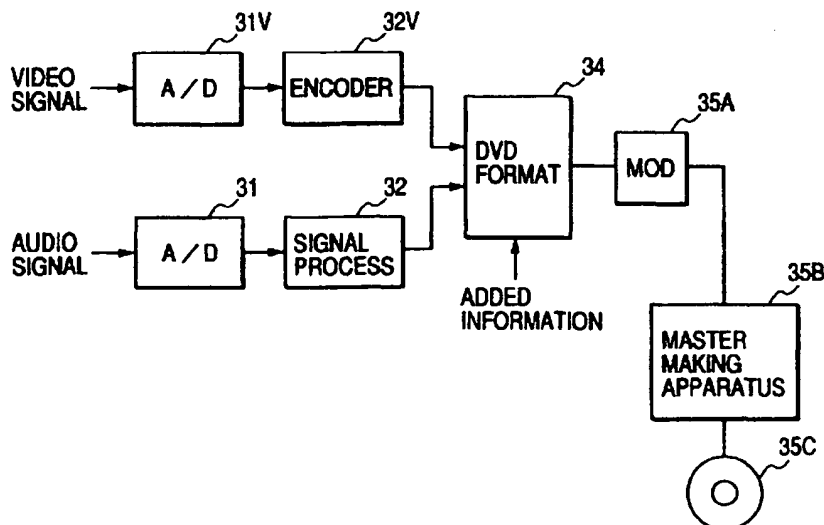 31V
32V
VIDEO
SIGNAL
A/D
ENCODER
34
35A
DVD
FORMAT
MOD
31
32
AUDIO
SIGNAL
A/D
SIGNAL
PROCESS
ADDED
INFORMATION
35B
MASTER
MAKING
APPARATUS
35C